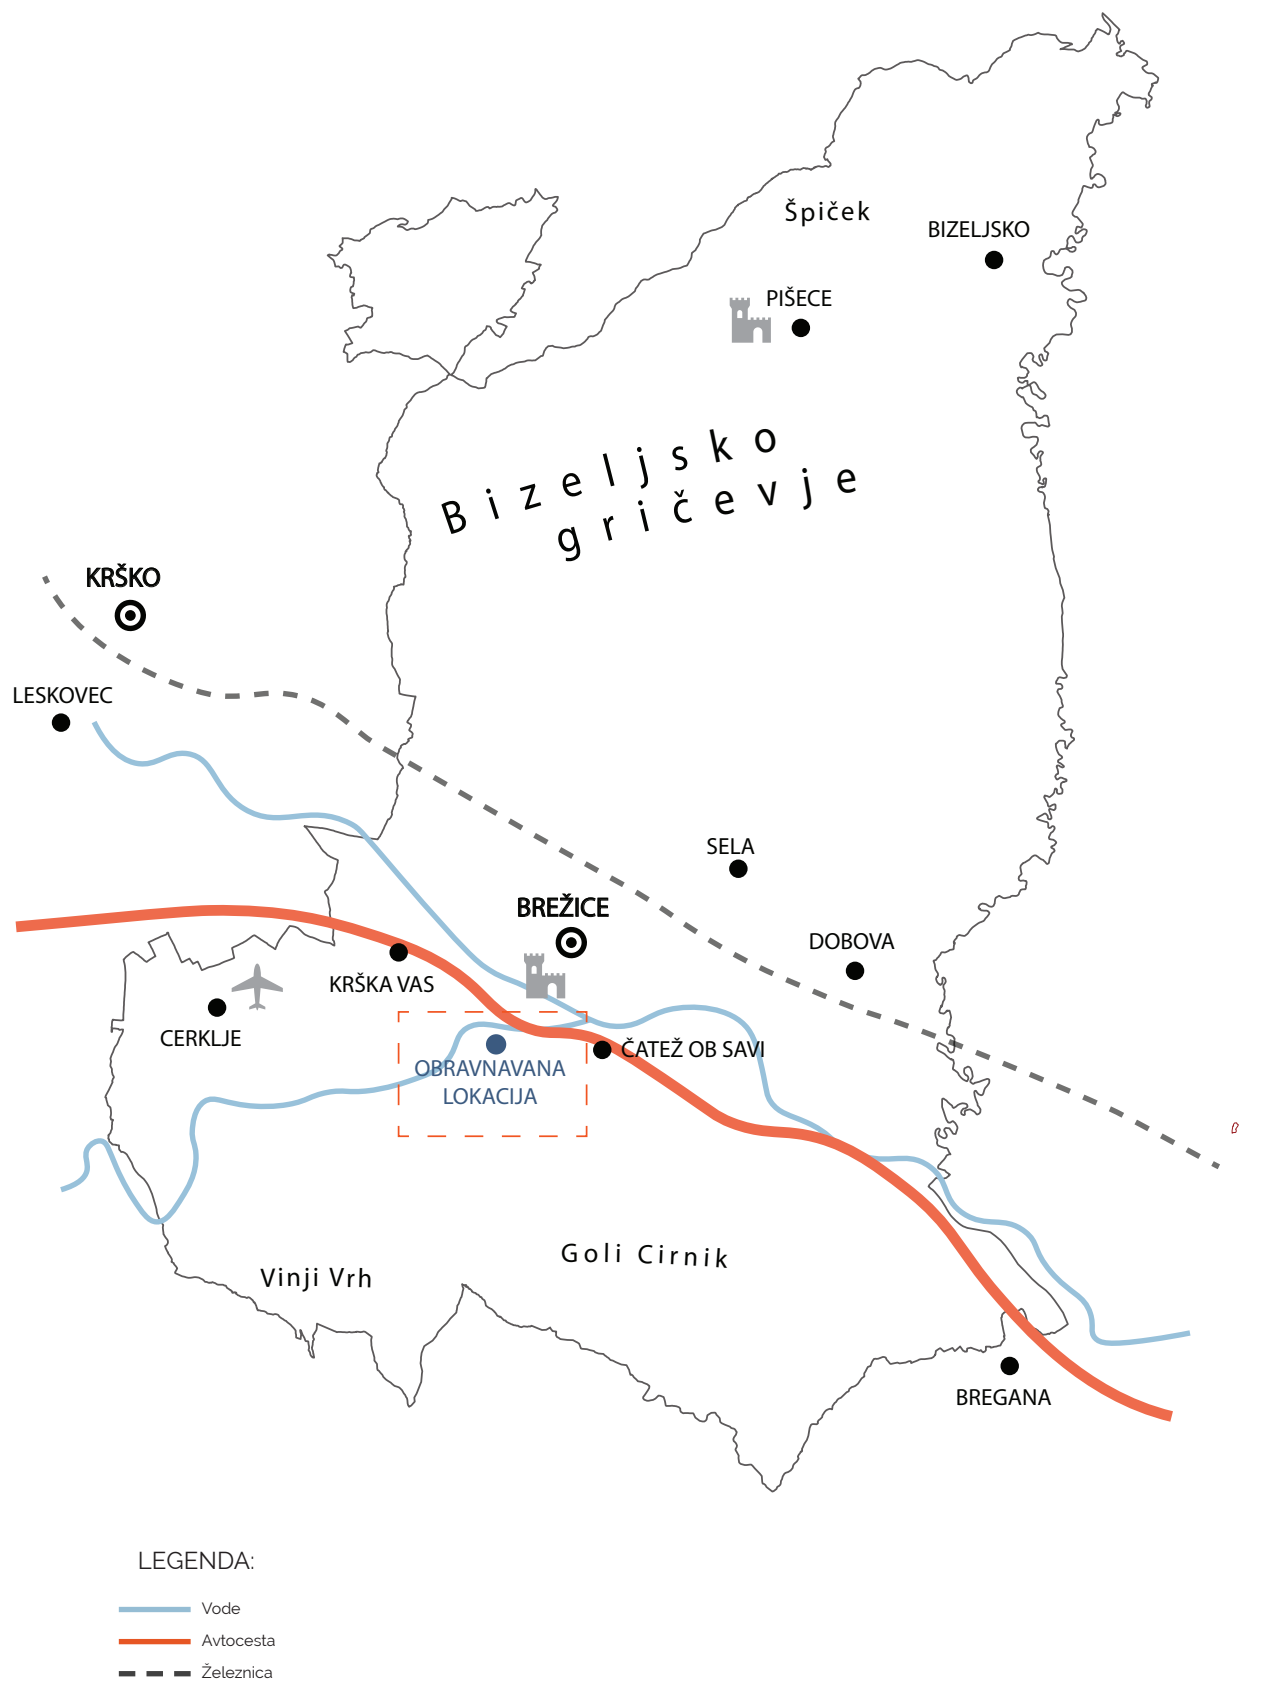 Špiček
BIZELJSKO
PIŠECE
Bizeljsko
gričevje
KRŠKO
LESKOVEC
SELA
BREŽICE
DOBOVA
KRŠKA VAS
CERKLJE
ČATEŽ OB SAVI
OBRAVNAVANA
LOKACIJA
Goli Cirnik
Vinji Vrh
BREGANA
LEGENDA:
Vode
Avtocesta
Železnica